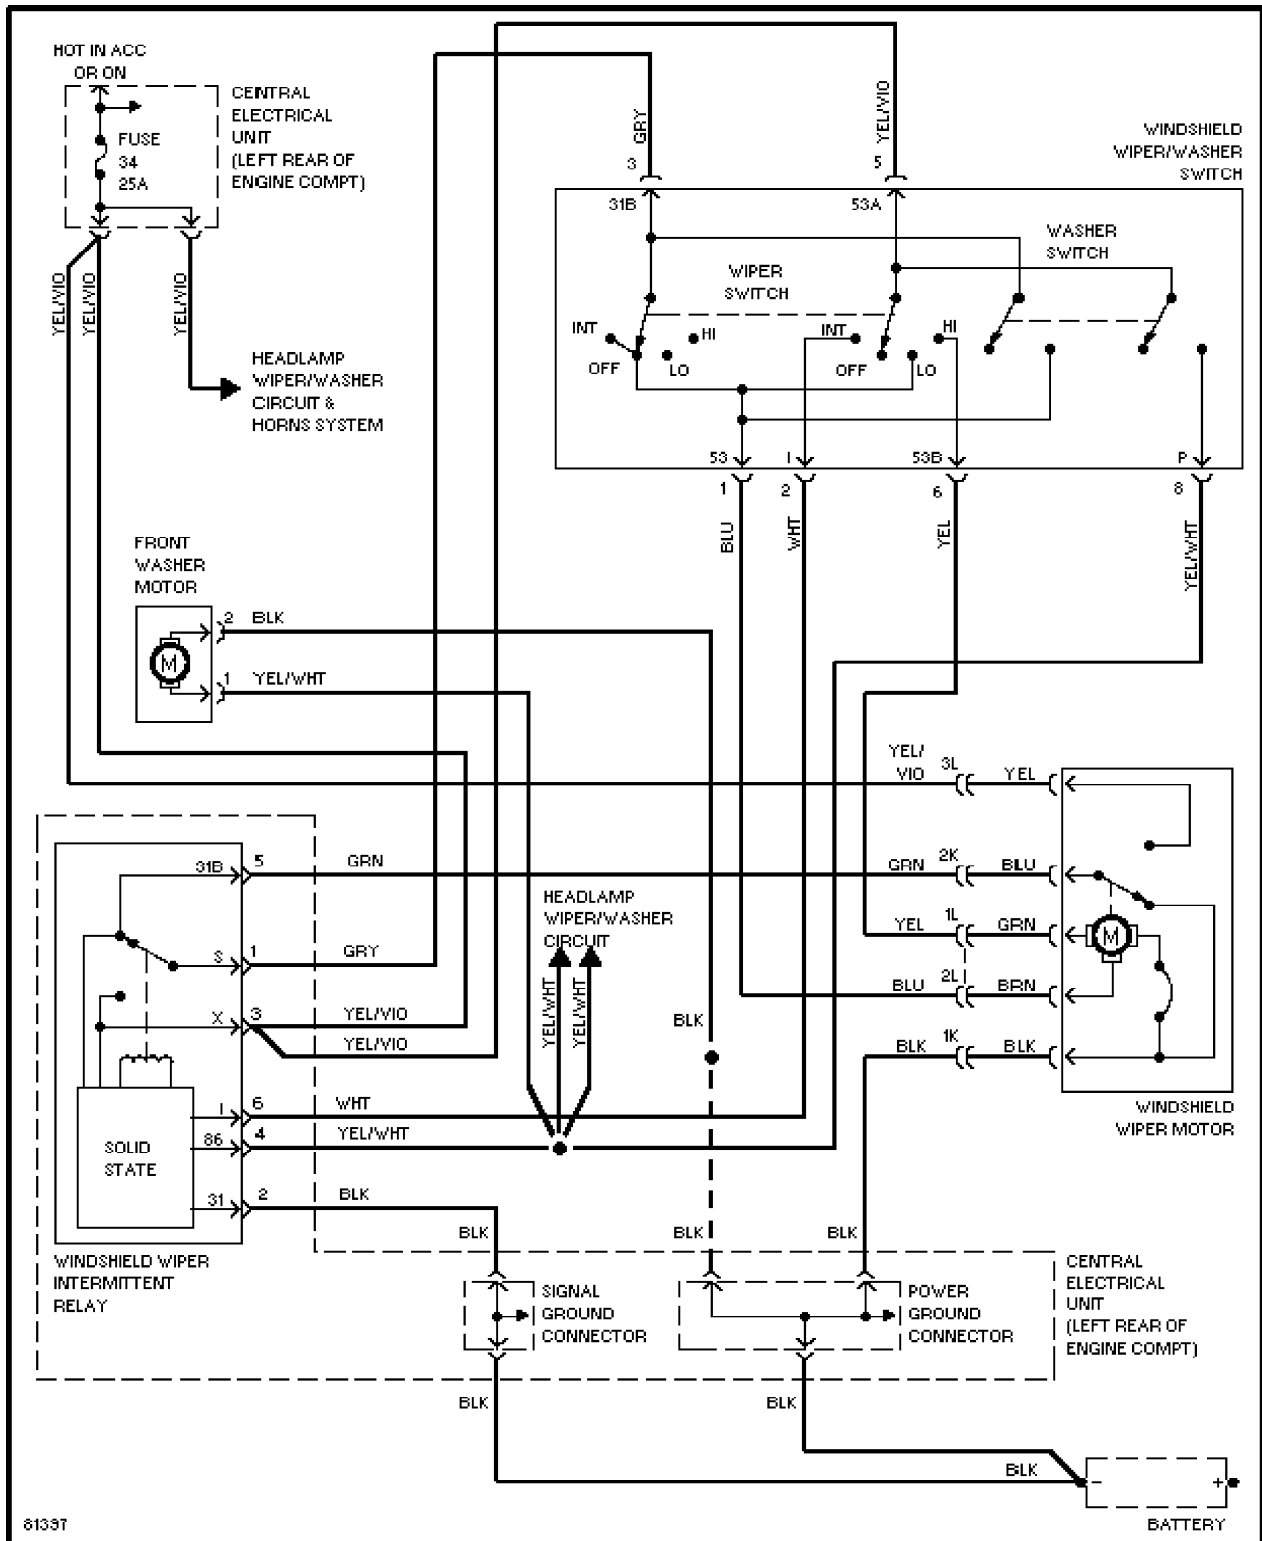 HOT IN ACC
OR ON
CENTRAL
ELECTRICAL
UNIT
(LEFT REAR OF
ENGINE COMPT)
FUSE
34
25A
YEL/VIO
YEL/VIO
YEL/VIO
HEADLAMP
WIPER/WASHER
CIRCUIT &
HORNS SYSTEM
GRY
3
YEL/VIO
5
WINDSHIELD
WIPER/WASHER
SWITCH
31B
53A
WASHER
SWITCH
WIPER
SWITCH
INT
HI
OFF
LO
INT
HI
OFF
LO
53
I
53B
P
1
2
6
8
BLU
WHT
YEL
YEL/WHT
FRONT
WASHER
MOTOR
M
2
BLK
1
YEL/WHT
YEL/
VIO
3L
YEL
31B
5
GRN
GRN
2K
BLU
HEADLAMP
WIPER/WASHER
CIRCUIT
YEL
1L
GRN
M
S
1
GRY
BLU
2L
BRN
YEL/WHT
YEL/WHT
X
3
YEL/VIO
YEL/VIO
BLK
BLK
1K
BLK
WINDSHIELD
WIPER MOTOR
I
6
WHT
86
4
YEL/WHT
SOLID
STATE
31
2
BLK
BLK
BLK
BLK
WINDSHIELD WIPER
INTERMITTENT
RELAY
SIGNAL
GROUND
CONNECTOR
POWER
GROUND
CONNECTOR
CENTRAL
ELECTRICAL
UNIT
(LEFT REAR OF
ENGINE COMPT)
BLK
BLK
BLK
- +
BATTERY
81397